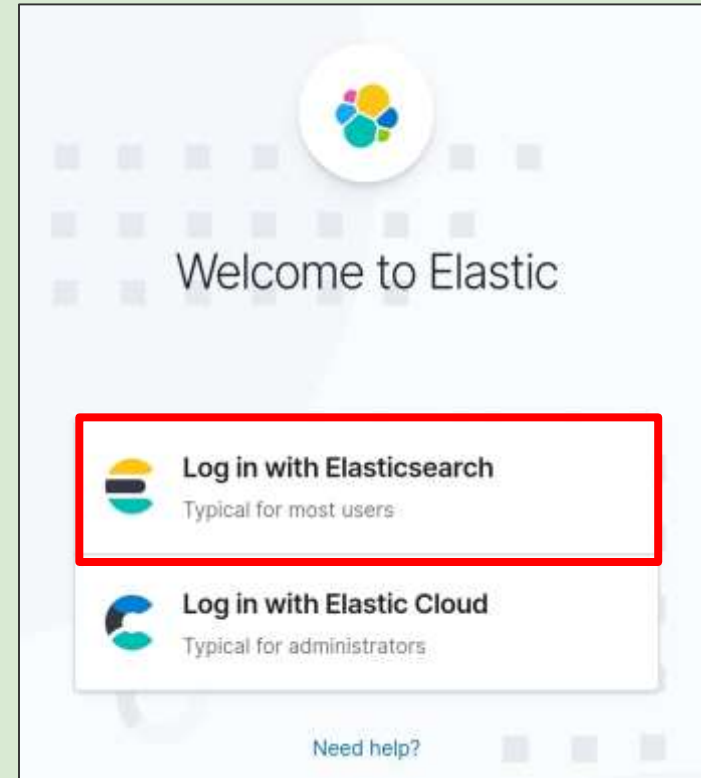 Welcome to Elastic
Log in with Elasticsearch
Typical for most users
Log in with Elastic Cloud
Typical for administrators
Need help?